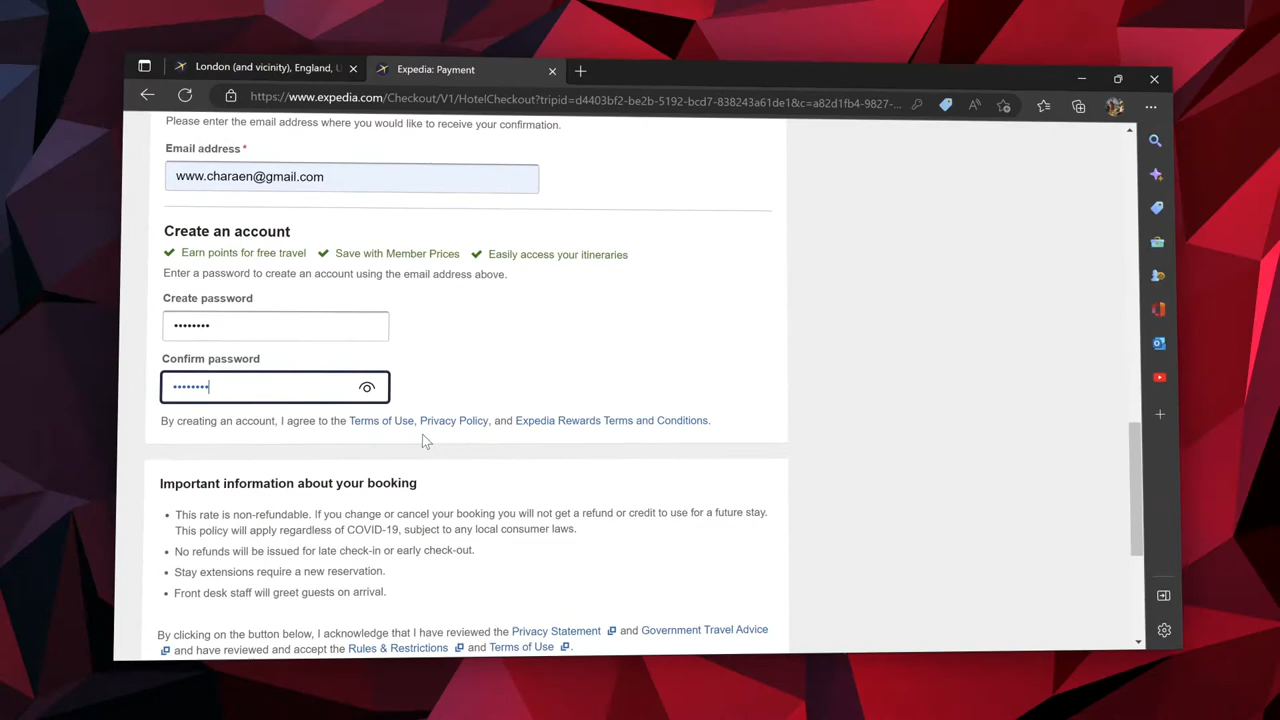 London (and vicinity), England, U
Expedia: Payment
https://www.expedia.com/Checkout/V1/HotelCheckout?tripid=d4403bf2-be2b-5192-bcd7-838243a61de1&c=a82d1fb4-9827-...
Please enter the email address where you would like to receive your confirmation.
Email address *
www.charaen@gmail.com
Create an account
Earn points for free travel Save with Member Prices Easily access your itineraries
Enter a password to create an account using the email address above.
Create password
••••••••
Confirm password
••••••••
By creating an account, I agree to the Terms of Use, Privacy Policy, and Expedia Rewards Terms and Conditions.
Important information about your booking
• This rate is non-refundable. If you change or cancel your booking you will not get a refund or credit to use for a future stay.
This policy will apply regardless of COVID-19, subject to any local consumer laws.
• No refunds will be issued for late check-in or early check-out.
• Stay extensions require a new reservation.
• Front desk staff will greet guests on arrival.
By clicking on the button below, I acknowledge that I have reviewed the Privacy Statement and Government Travel Advice
and have reviewed and accept the Rules & Restrictions and Terms of Use .